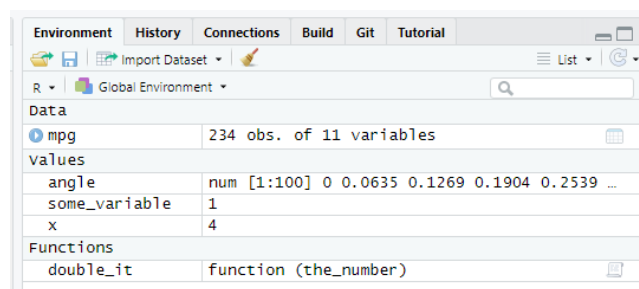 Environment History Connections Build Git Tutorial
Import Dataset List
R Global Environment
Data
mpg 234 obs. of 11 variables
Values
angle num [1:100] 0 0.0635 0.1269 0.1904 0.2539 …
some_variable 1
x 4
Functions
double_it function (the_number)